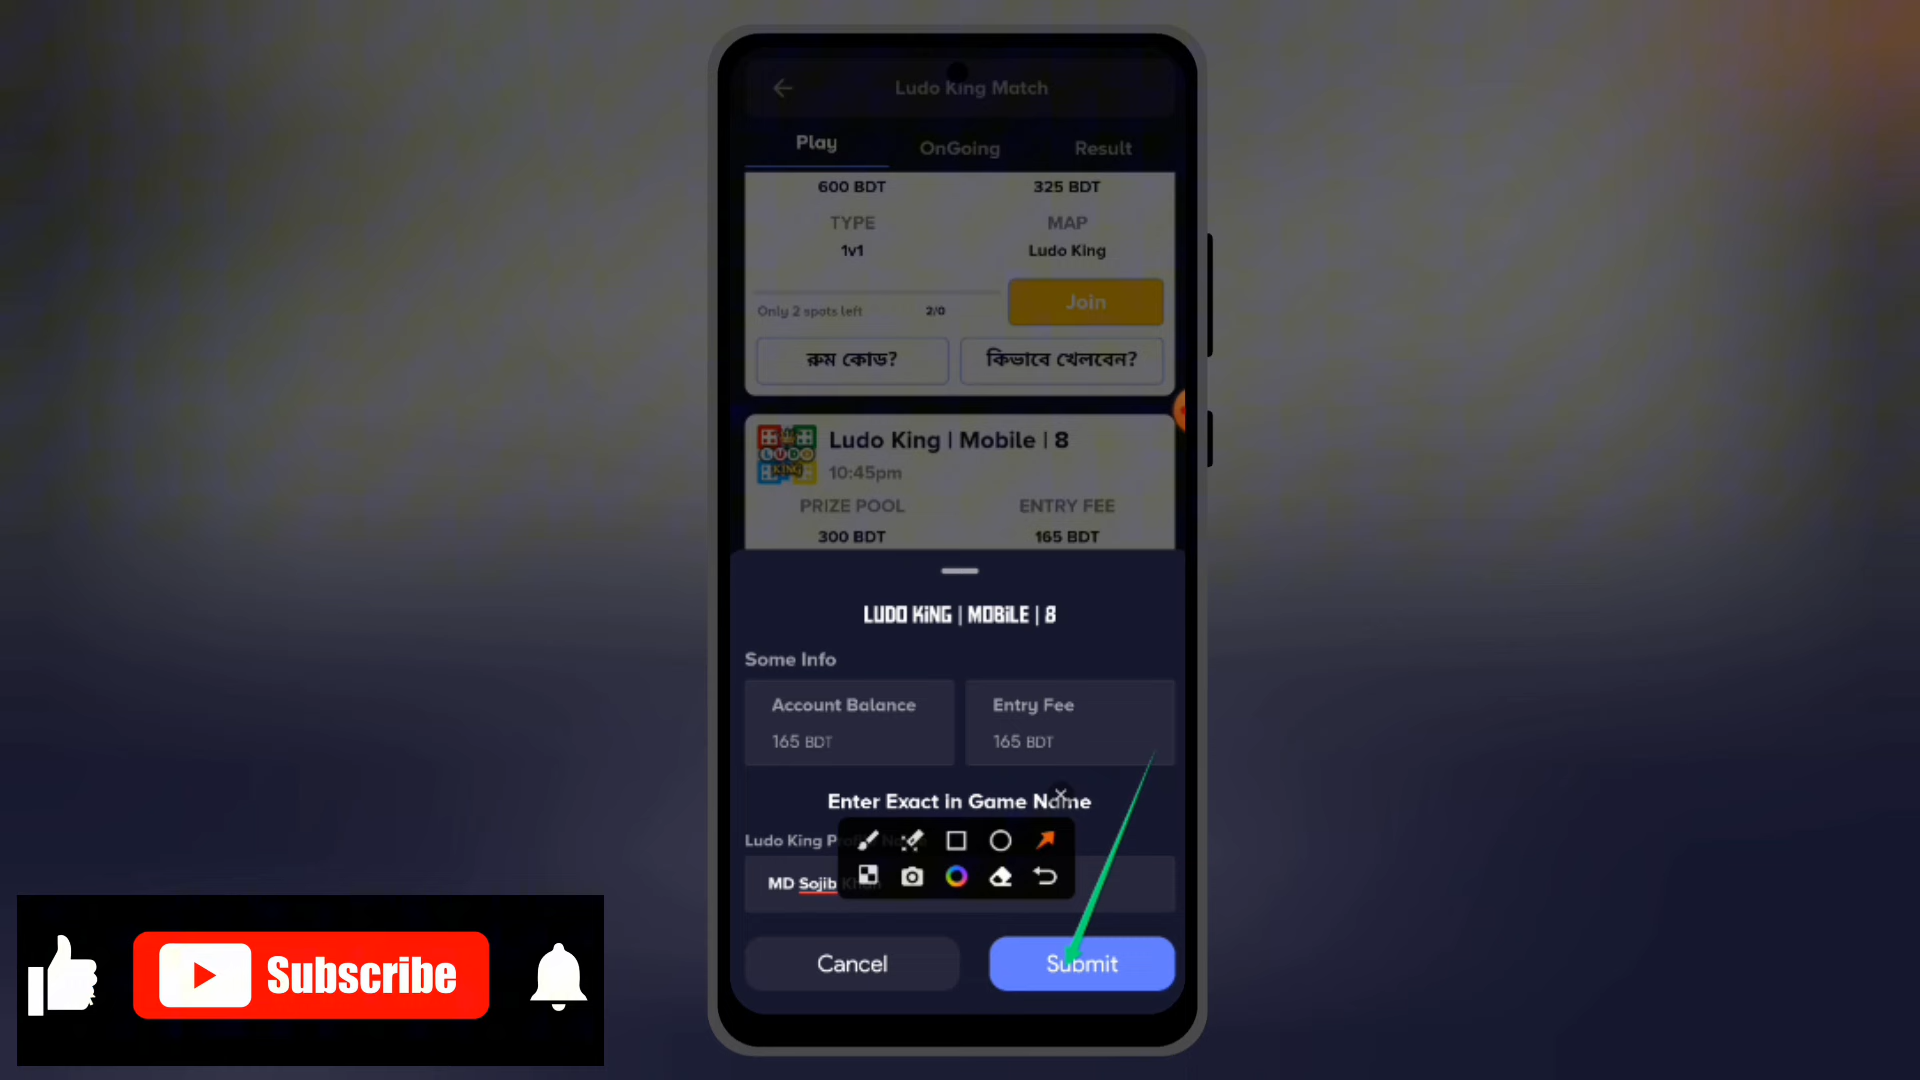 Ludo King Match
Play
OnGoing
Result
600 BDT
325 BDT
TYPE
MAP
1v1
Ludo King
Only 2 spots left
2/0
Join
রুম কোড?
কিভাবে খেলবেন?
LUDO
KING
Ludo King | Mobile | 8
10:45pm
PRIZE POOL
ENTRY FEE
300 BDT
165 BDT
LUDO KING | MOBILE | 8
Some Info
Account Balance
Entry Fee
165 BDT
165 BDT
Enter Exact in Game Name
Ludo King
MD Sojib
Cancel
Submit
Subscribe